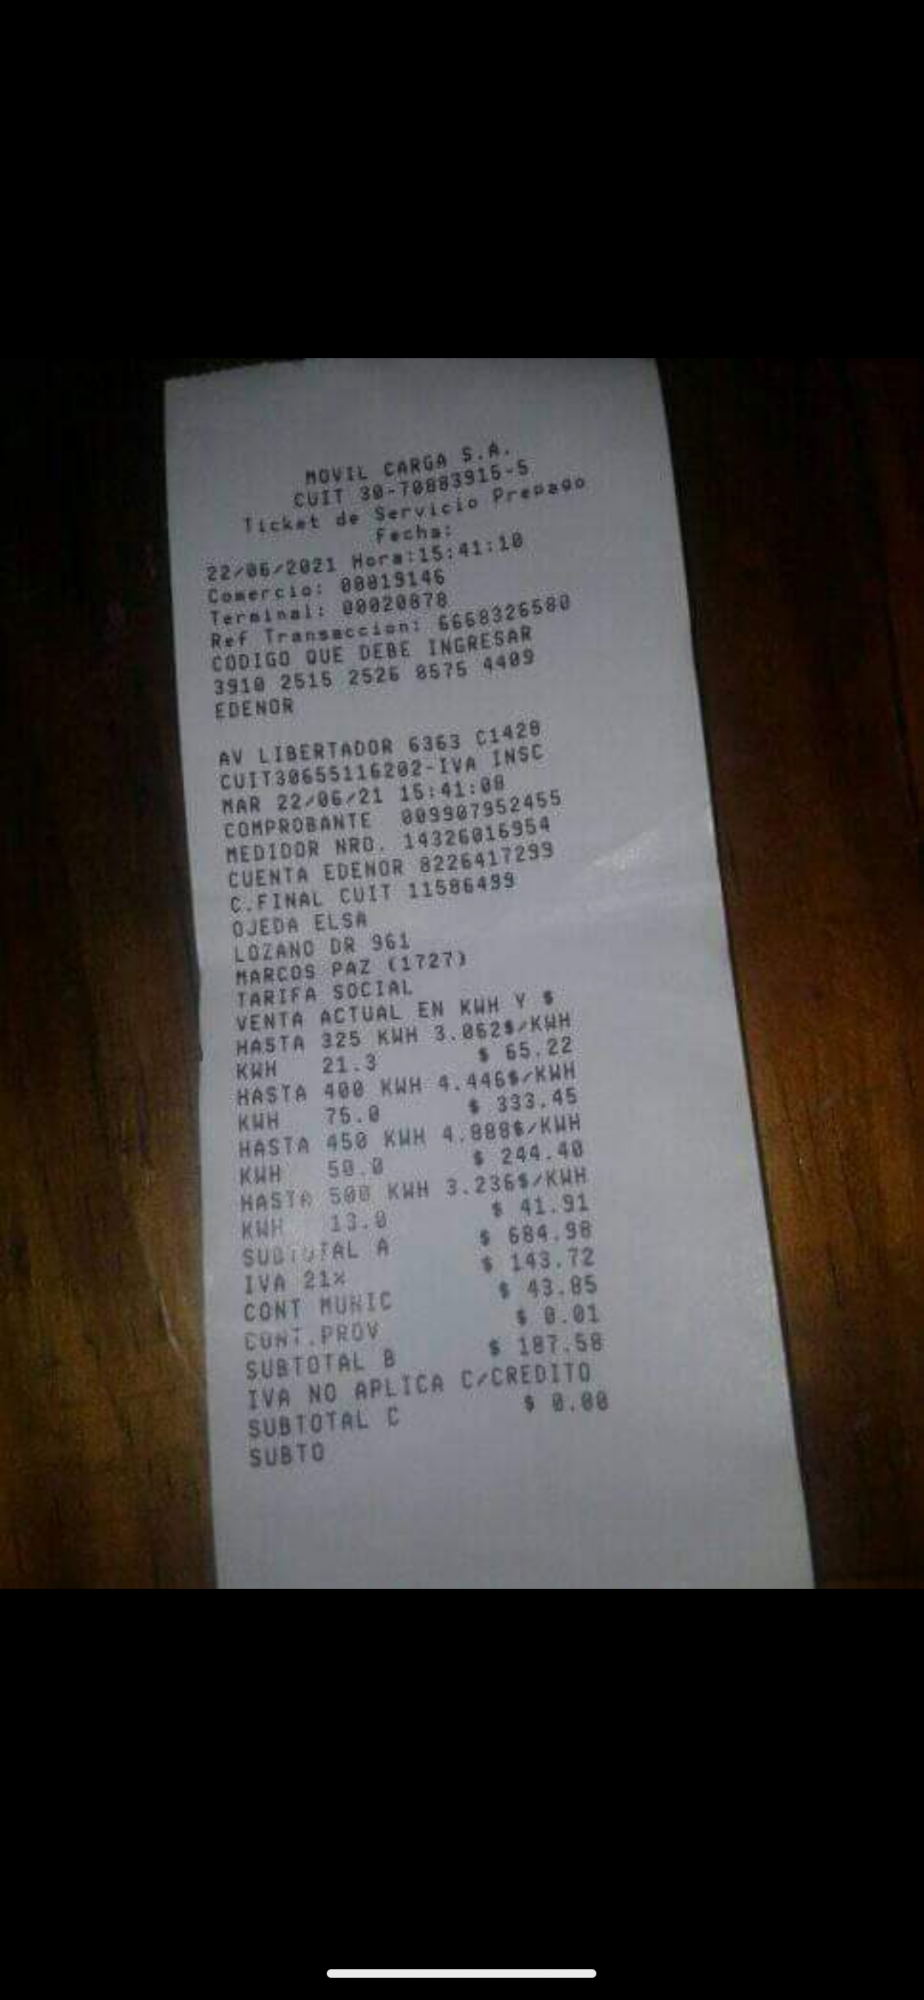 MOVIL CARGA S.A.
CUIT 30-70883915-5
Ticket de Servicio Prepago
Fecha:
22/06/2021 Hora:15:41:10
Comercio: 00019146
Terminal: 00020878
Ref Transaccion: 6668326580
CODIGO QUE DEBE INGRESAR
3910 2515 2526 8575 4409
EDENOR
AV LIBERTADOR 6363 C1428
CUIT30655116202-IVA INSC
MAR 22/06/21 15:41:08
COMPROBANTE 009907952455
MEDIDOR NRO. 14326016954
CUENTA EDENOR 8226417299
C.FINAL CUIT 11586499
OJEDA ELSA
LOZANO DR 961
MARCOS PAZ (1727)
TARIFA SOCIAL
VENTA ACTUAL EN KWH Y $
HASTA 325 KWH 3.062$/KWH
KWH 21.3 $ 65.22
HASTA 400 KWH 4.446$/KWH
KWH 75.0 $ 333.45
HASTA 450 KWH 4.888$/KWH
KWH 50.0 $ 244.40
HASTA 500 KWH 3.236$/KWH
KWH 13.0 $ 41.91
SUBTOTAL A $ 684.98
IVA 21% $ 143.72
CONT MUNIC $ 43.85
CONT.PROV $ 0.01
SUBTOTAL B $ 187.58
IVA NO APLICA C/CREDITO
SUBTOTAL C $ 0.00
SUBTO